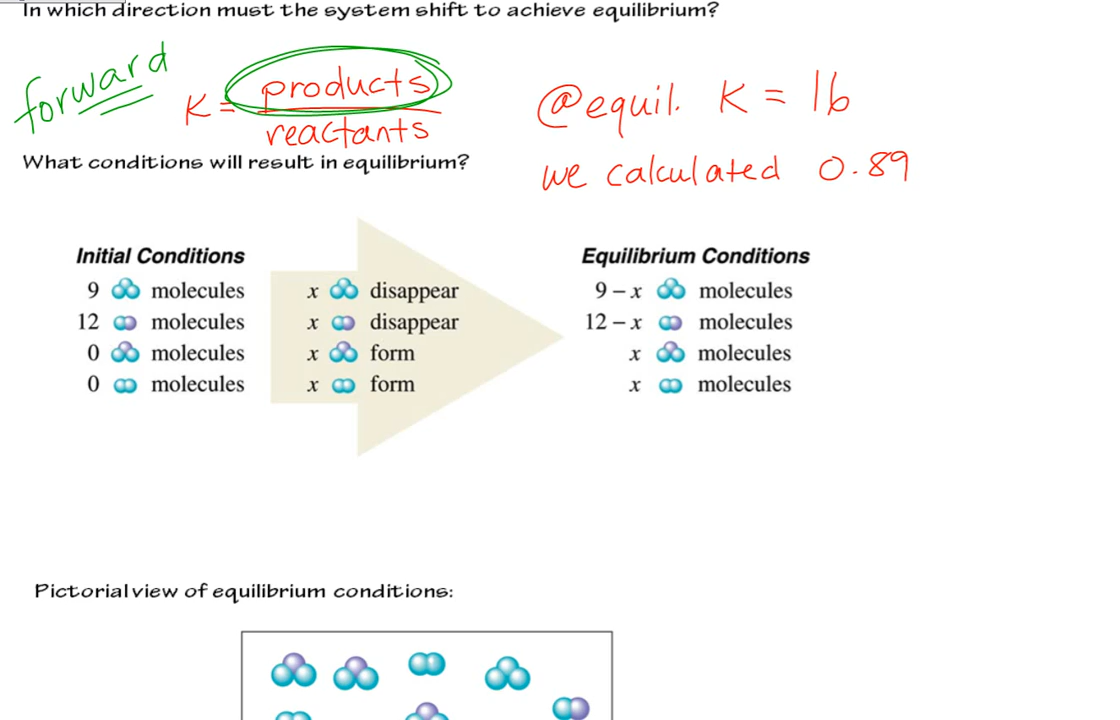 In which direction must the system shift to achieve equilibrium?
forward
K = products
reactants
@equil. K = 16
What conditions will result in equilibrium?
we calculated 0.89
Initial Conditions
9 molecules
12 molecules
0 molecules
0 molecules
x disappear
x disappear
x form
x form
Equilibrium Conditions
9 – x molecules
12 – x molecules
x molecules
x molecules
Pictorial view of equilibrium conditions: